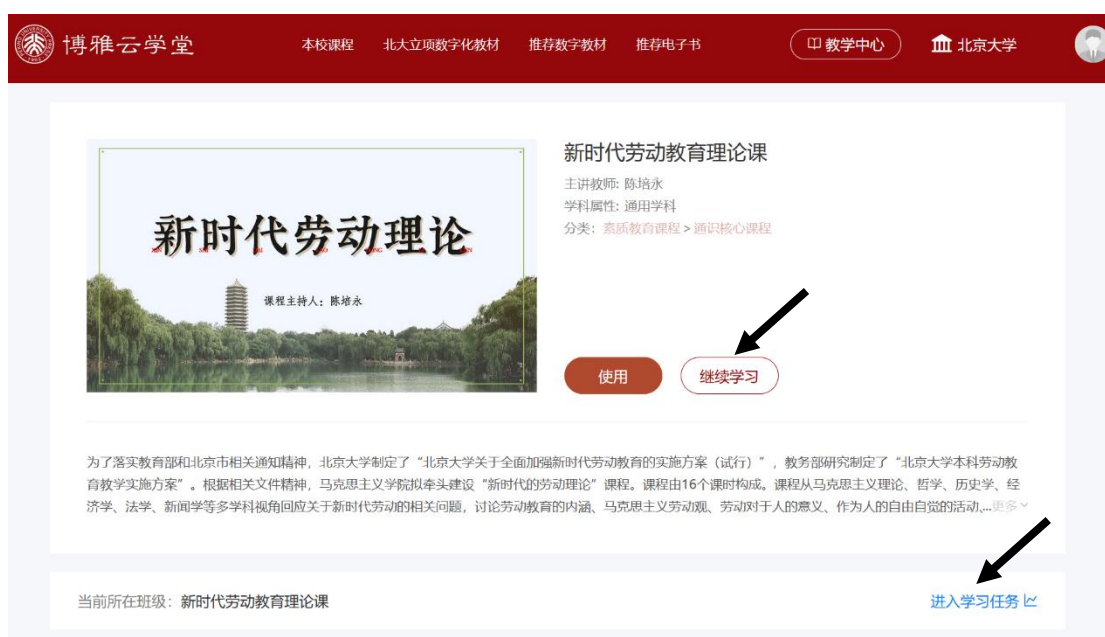 博雅云学堂
本校课程 北大立项数字化教材 推荐数字教材 推荐电子书 教学中心 北京大学
新时代劳动教育理论课
主讲教师: 陈培永
学科属性: 通用学科
分类: 素质教育课程 > 通识核心课程
新时代劳动理论
课程主持人：陈培永
使用 继续学习
为了落实教育部和北京市相关通知精神，北京大学制定了“北京大学关于全面加强新时代劳动教育的实施方案（试行）”，教务部研究制定了“北京大学本科劳动教
育教学实施方案”。根据相关文件精神，马克思主义学院拟牵头建设“新时代的劳动理论”课程。课程由16个课时构成。课程从马克思主义理论、哲学、历史学、经
济学、法学、新闻学等多学科视角回应关于新时代劳动的相关问题，讨论劳动教育的内涵、马克思主义劳动观、劳动对于人的意义、作为人的自由自觉的活动,...更多
当前所在班级：新时代劳动教育理论课 进入学习任务